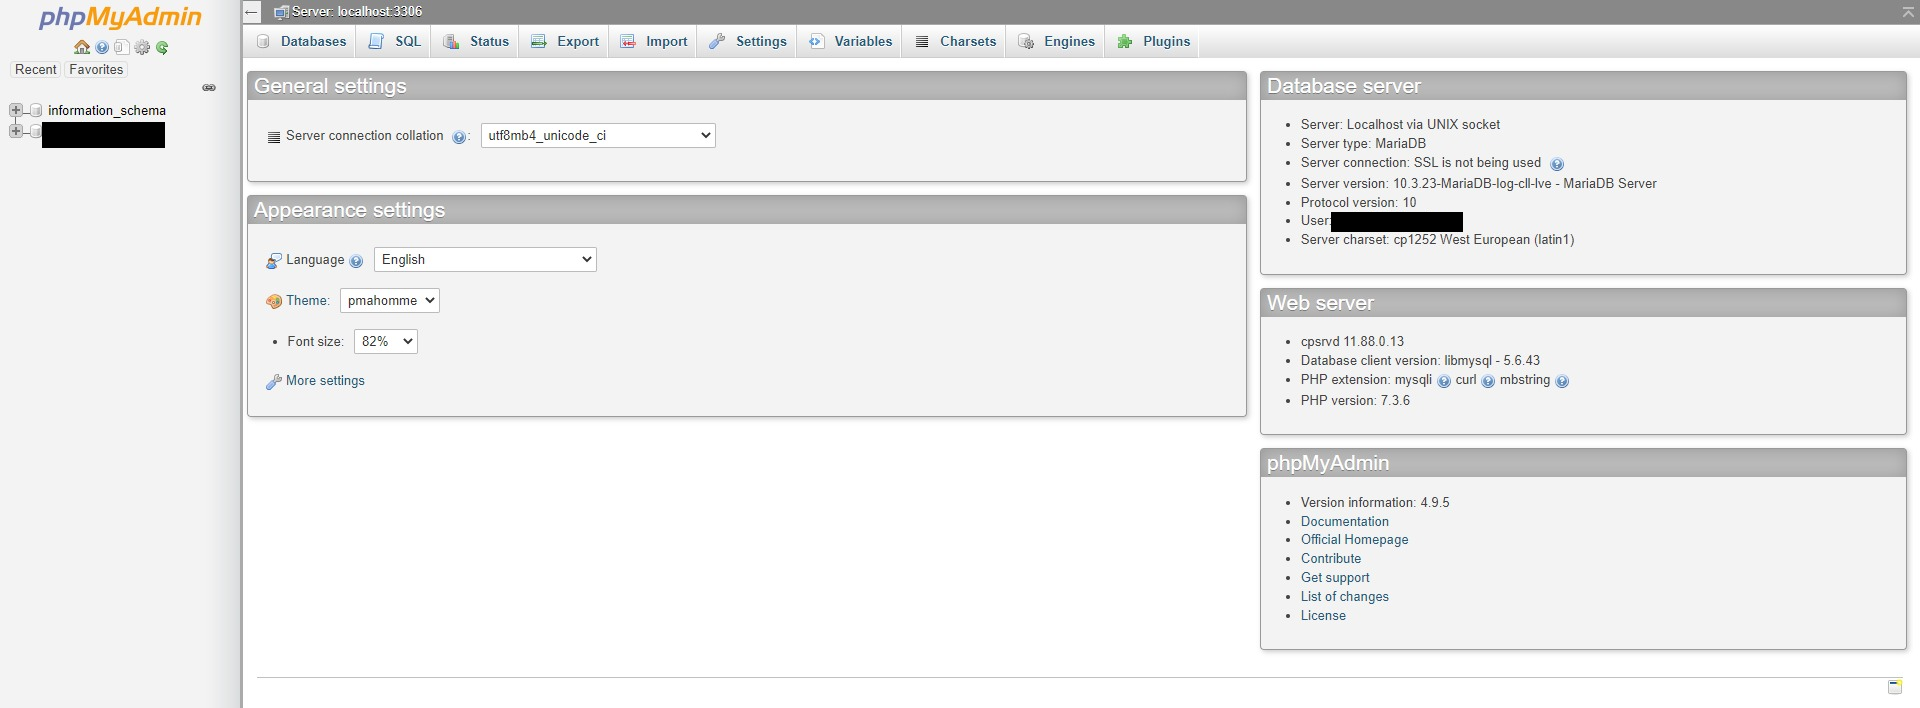 phpMyAdmin
Recent Favorites
information_schema
Server: localhost:3306
Databases SQL Status Export Import Settings Variables Charsets Engines Plugins
General settings
Server connection collation : utf8mb4_unicode_ci
Appearance settings
Language English
Theme: pmahomme
• Font size: 82%
More settings
Database server
• Server: Localhost via UNIX socket
• Server type: MariaDB
• Server connection: SSL is not being used
• Server version: 10.3.23-MariaDB-log-cll-lve - MariaDB Server
• Protocol version: 10
• User:
• Server charset: cp1252 West European (latin1)
Web server
• cpsrvd 11.88.0.13
• Database client version: libmysql - 5.6.43
• PHP extension: mysqli curl mbstring
• PHP version: 7.3.6
phpMyAdmin
• Version information: 4.9.5
• Documentation
• Official Homepage
• Contribute
• Get support
• List of changes
• License